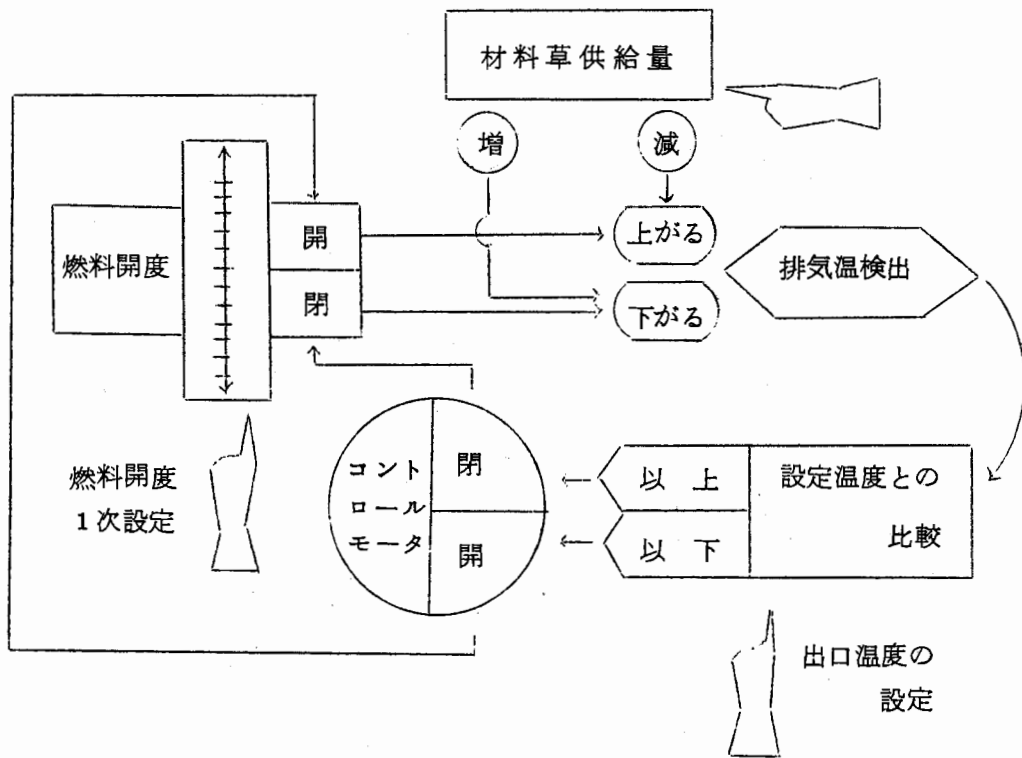 材料草供給量
増
減
燃料開度
開
閉
上がる
下がる
排気温検出
燃料開度
1次設定
コント
ロール
モータ
閉
開
以上
以下
設定温度との
比較
出口温度の
設定